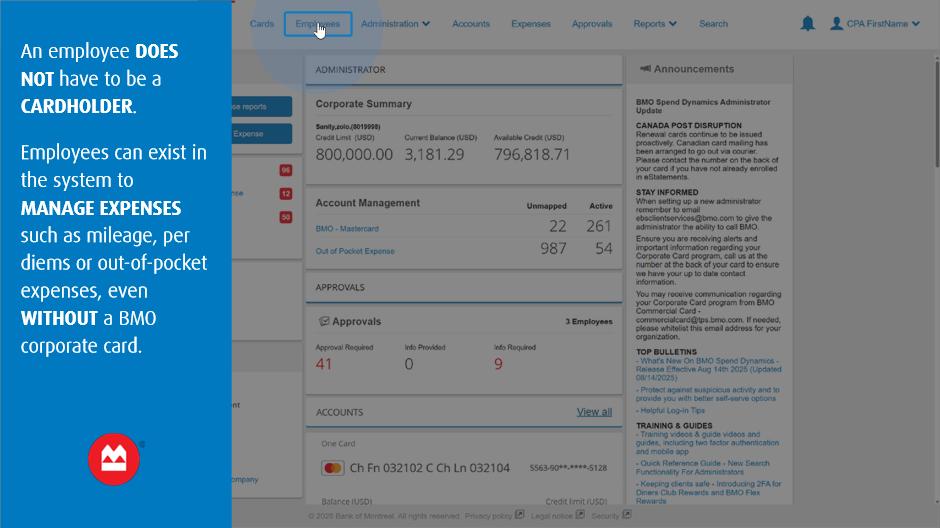 An employee DOES
NOT have to be a
CARDHOLDER.
Employees can exist in
the system to
MANAGE EXPENSES
such as mileage, per
diems or out-of-pocket
expenses, even
WITHOUT a BMO
corporate card.
Cards Employees Administration Accounts Expenses Approvals Reports Search CPA FirstName
se reports
Expense
96
nse 12
50
nt
ompany
ADMINISTRATOR
Corporate Summary
Sanity,zolo,(8019998)
Credit Limit (USD) Current Balance (USD) Available Credit (USD)
800,000.00 3,181.29 796,818.71
Account Management Unmapped Active
BMO - Mastercard 22 261
Out of Pocket Expense 987 54
APPROVALS
Approvals 3 Employees
Approval Required Info Provided Info Required
41 0 9
ACCOUNTS View all
One Card
Ch Fn 032102 C Ch Ln 032104 5563-90**-****-5128
Balance (USD) Credit limit (USD)
Announcements
BMO Spend Dynamics Administrator
Update
CANADA POST DISRUPTION
Renewal cards continue to be issued
proactively. Canadian card mailing has
been arranged to go out via courier.
Please contact the number on the back of
your card if you have not already enrolled
in eStatements.
STAY INFORMED
When setting up a new administrator
remember to email
ebsclientservices@bmo.com to give the
administrator the ability to call BMO.
Ensure you are receiving alerts and
important information regarding your
Corporate Card program, call us at the
number at the back of your card to ensure
we have your up to date contact
information.
You may receive communication regarding
your Corporate Card program from BMO
Commercial Card -
commercialcard@tps.bmo.com. If needed,
please whitelist this email address for your
organization.
TOP BULLETINS
- What's New On BMO Spend Dynamics -
Release Effective Aug 14th 2025 (Updated
08/14/2025)
- Protect against suspicious activity and to
provide you with better self-serve options
- Helpful Log-in Tips
TRAINING & GUIDES
- Training videos & guide videos and
guides, including two factor authentication
and mobile app
- Quick Reference Guide - New Search
Functionality For Administrators
- Keeping clients safe - Introducing 2FA for
Diners Club Rewards and BMO Flex
Rewards
© 2025 Bank of Montreal. All rights reserved. Privacy policy Legal notice Security